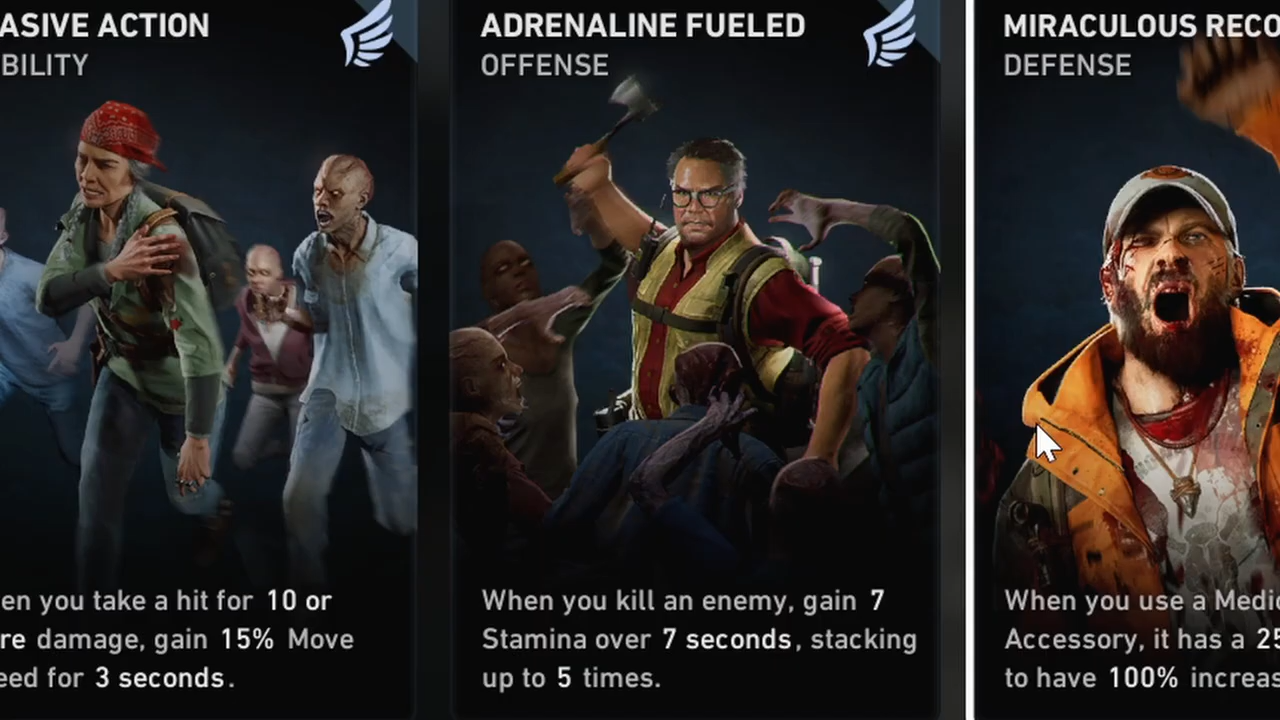 ASIVE ACTION
BILITY
en you take a hit for 10 or
re damage, gain 15% Move
eed for 3 seconds.
ADRENALINE FUELED
OFFENSE
When you kill an enemy, gain 7
Stamina over 7 seconds, stacking
up to 5 times.
MIRACULOUS RECO
DEFENSE
When you use a Medic
Accessory, it has a 25
to have 100% increas